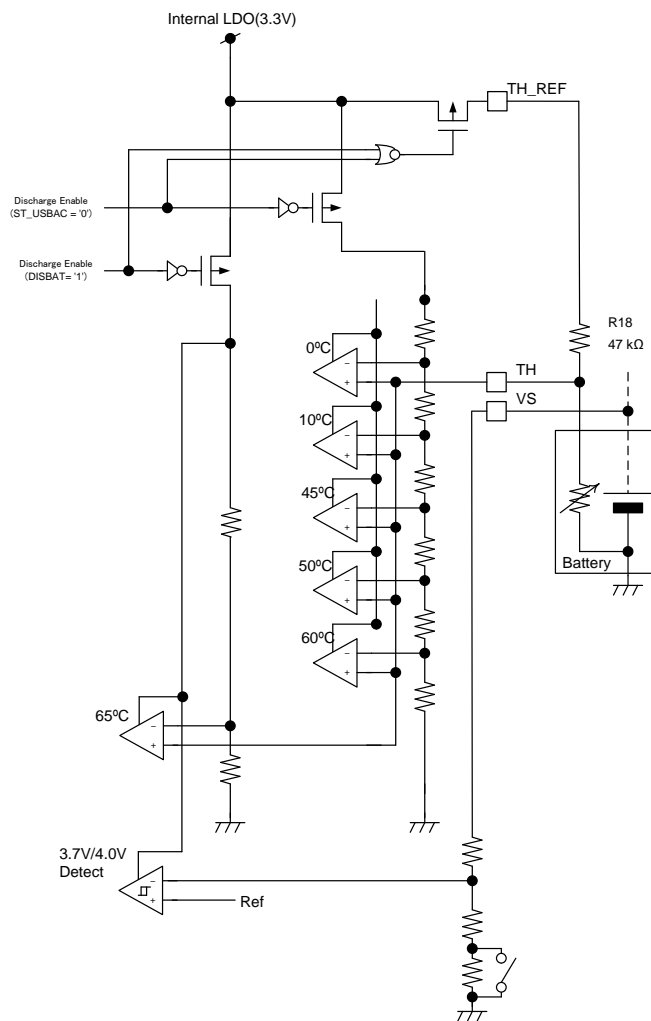 Internal LDO(3.3V)
TH_REF
Discharge Enable
(ST_USBAC = '0')
Discharge Enable
(DISBAT= '1')
R18
47 kΩ
0ºC
-
+
TH
VS
10ºC
-
+
45ºC
-
+
50ºC
-
+
Battery
60ºC
-
+
65ºC
-
+
3.7V/4.0V
Detect
-
+
Ref